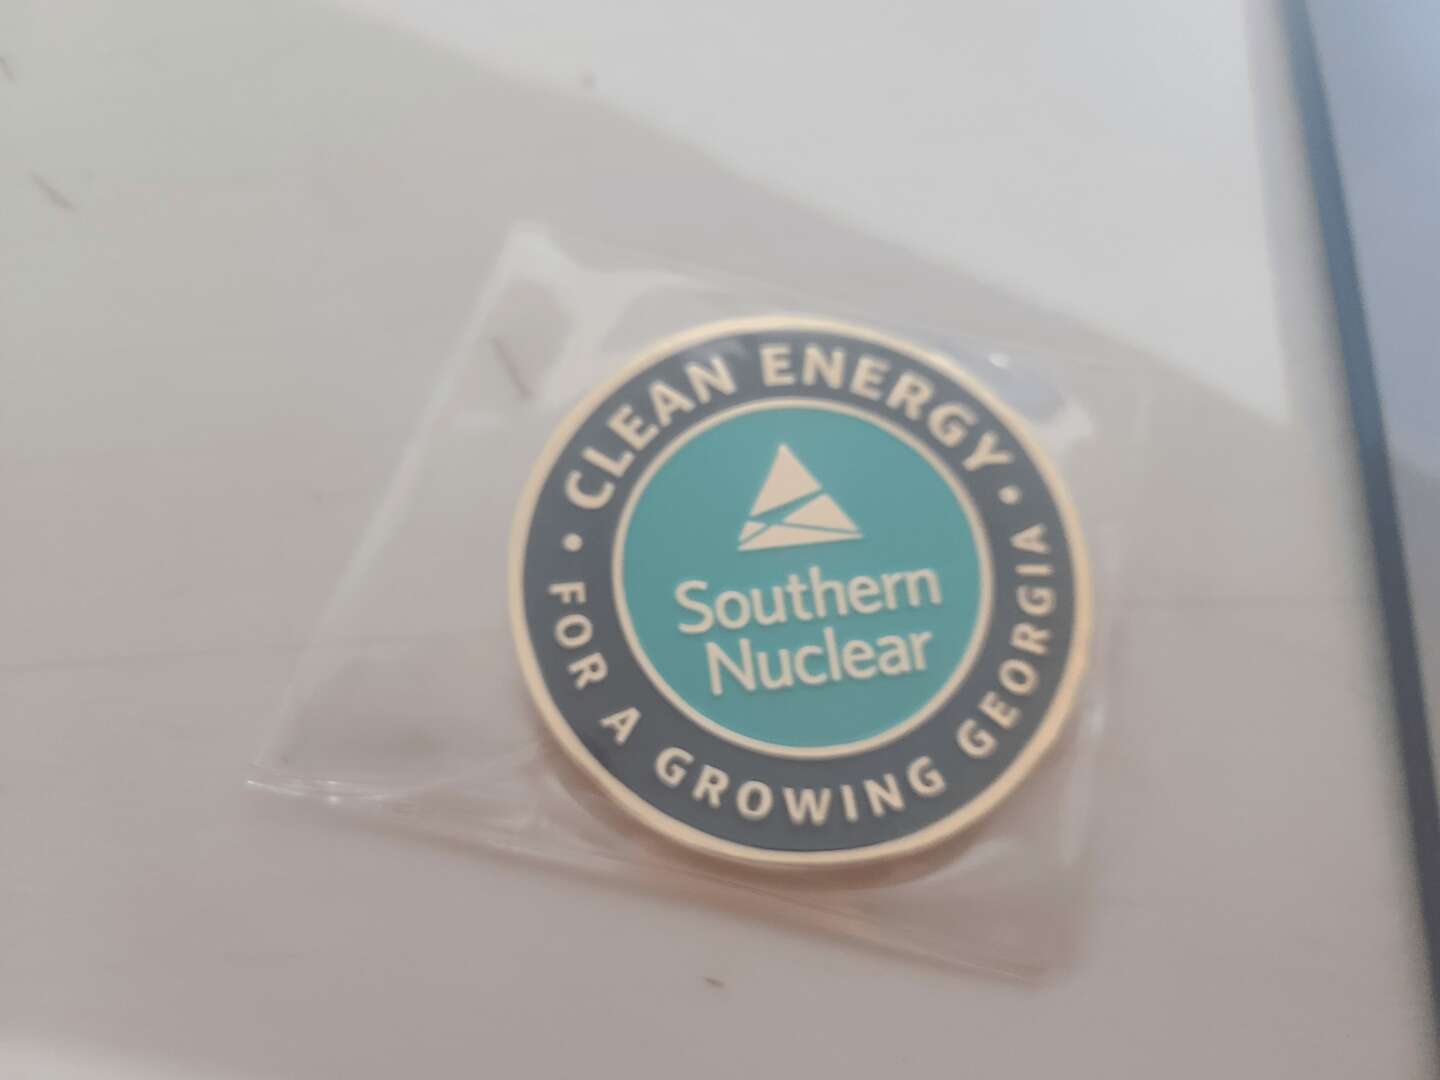 • CLEAN ENERGY •
FOR A GROWING GEORGIA
Southern
Nuclear